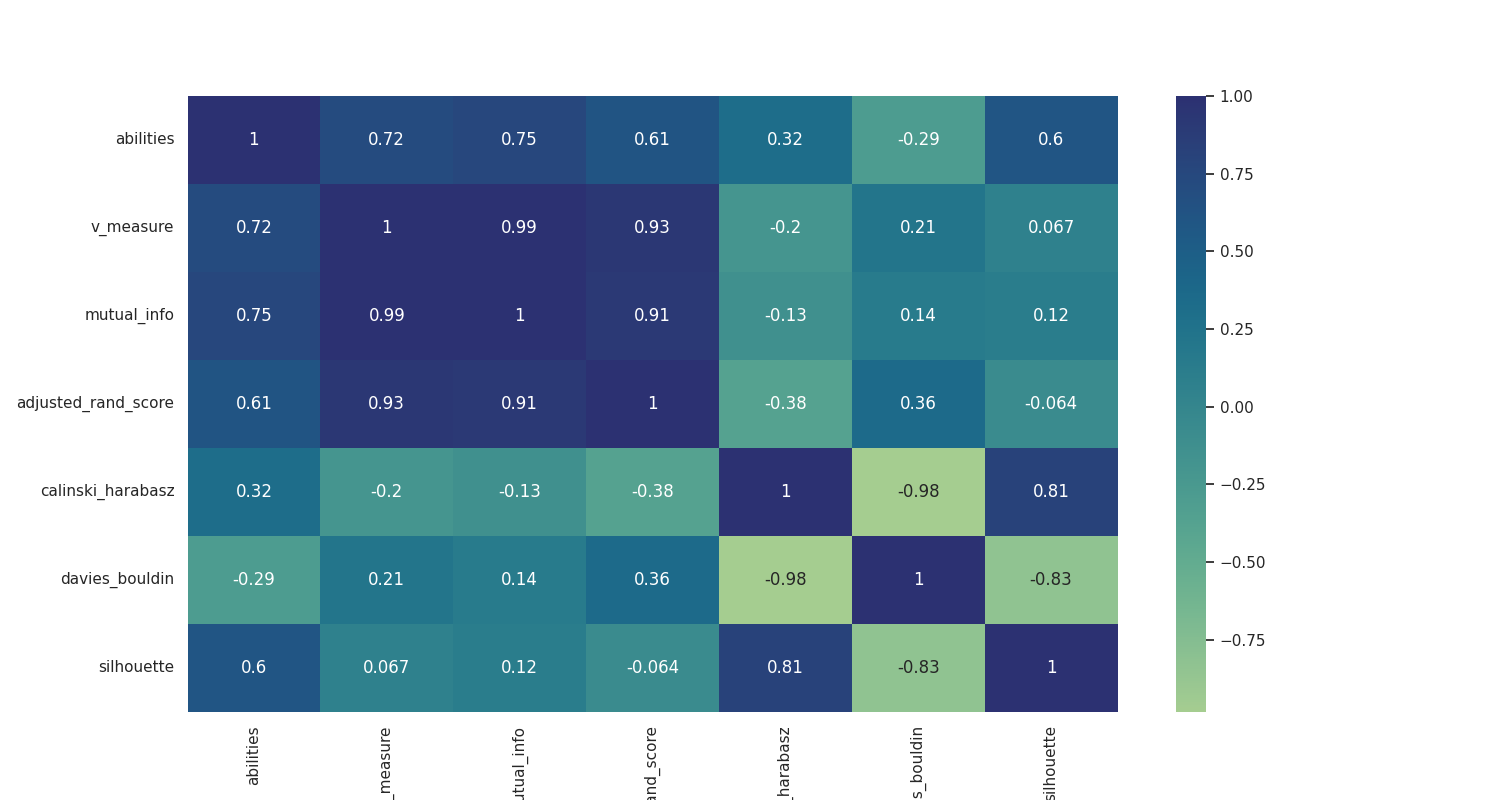 abilities 1 0.72 0.75 0.61 0.32 -0.29 0.6
v_measure 0.72 1 0.99 0.93 -0.2 0.21 0.067
mutual_info 0.75 0.99 1 0.91 -0.13 0.14 0.12
adjusted_rand_score 0.61 0.93 0.91 1 -0.38 0.36 -0.064
calinski_harabasz 0.32 -0.2 -0.13 -0.38 1 -0.98 0.81
davies_bouldin -0.29 0.21 0.14 0.36 -0.98 1 -0.83
silhouette 0.6 0.067 0.12 -0.064 0.81 -0.83 1
abilities
_measure
utual_info
and_score
_harabasz
s_bouldin
silhouette
1.00
0.75
0.50
0.25
0.00
−0.25
−0.50
−0.75